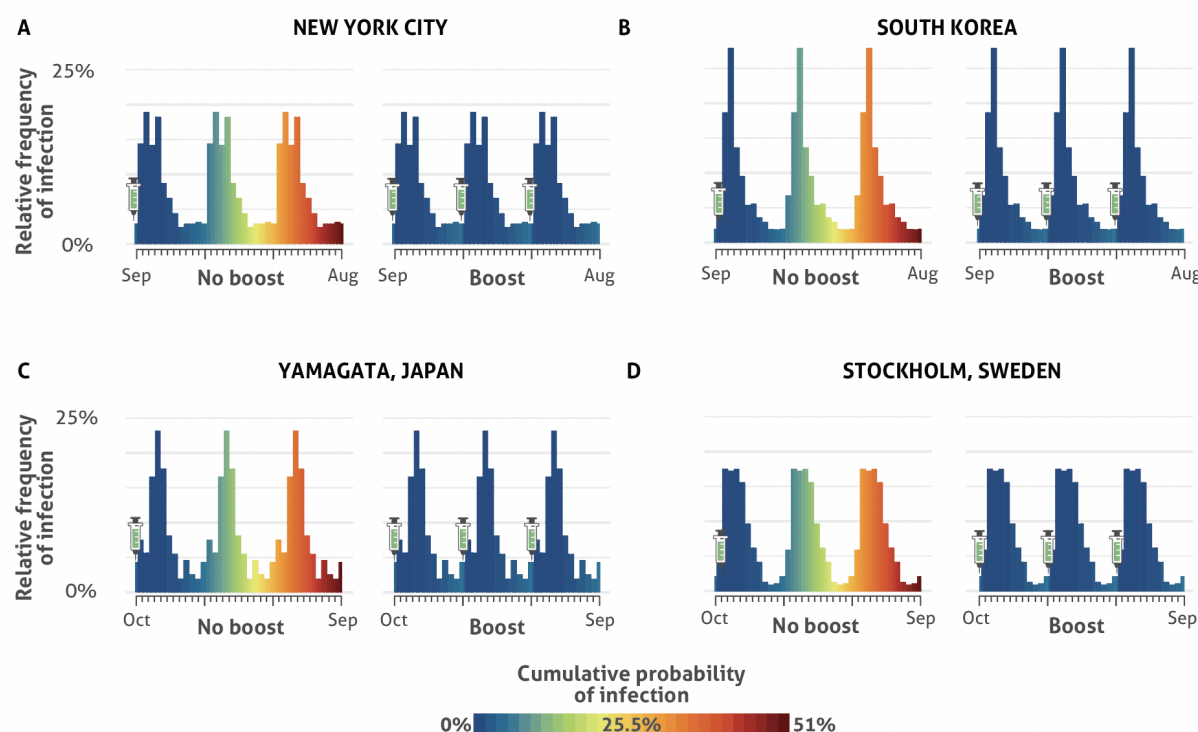 A
NEW YORK CITY
B
SOUTH KOREA
Relative frequency
of infection
25%
0%
Sep
No boost
Aug
Sep
Boost
Aug
Sep
No boost
Aug
Sep
Boost
Aug
C
YAMAGATA, JAPAN
D
STOCKHOLM, SWEDEN
Relative frequency
of infection
25%
0%
Oct
No boost
Sep
Oct
Boost
Sep
Oct
No boost
Sep
Oct
Boost
Sep
Cumulative probability
of infection
0%
25.5%
51%